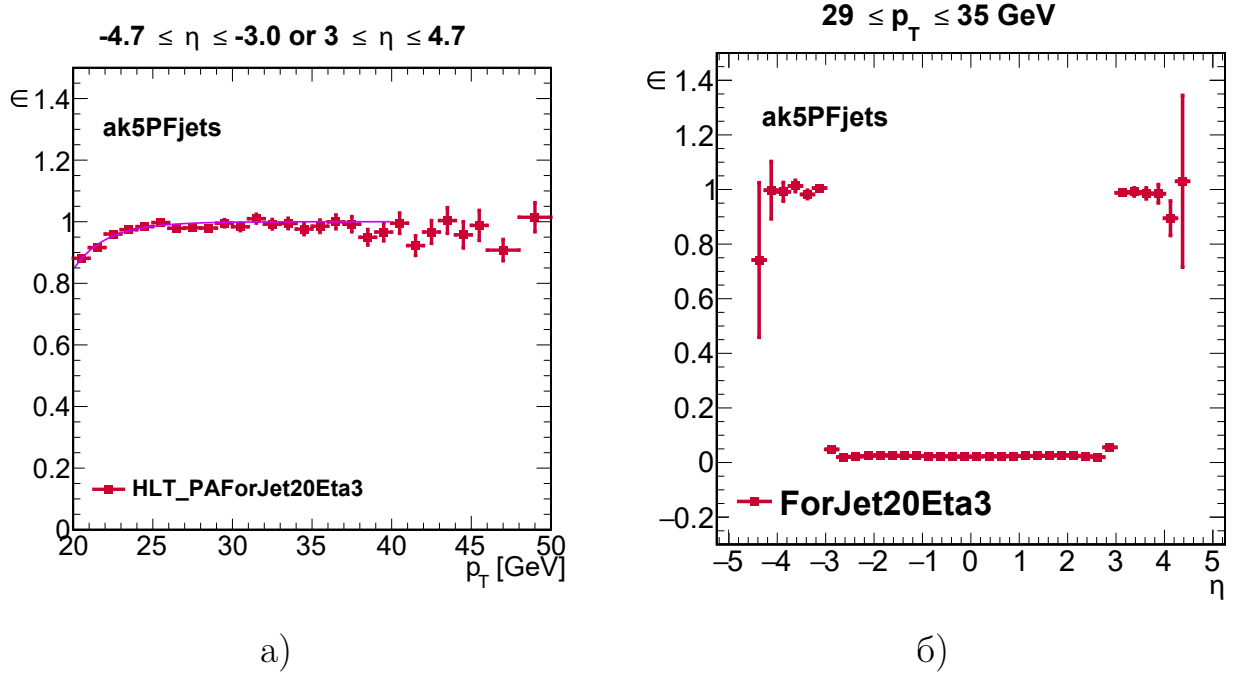 -4.7 ≤ η ≤ -3.0 or 3 ≤ η ≤ 4.7
∈
1.4
1.2
1
0.8
0.6
0.4
0.2
0
ak5PFjets
HLT_PAForJet20Eta3
20 25 30 35 40 45 50
p_T [GeV]
а)
29 ≤ p_T ≤ 35 GeV
∈
1.4
1.2
1
0.8
0.6
0.4
0.2
0
−0.2
ak5PFjets
ForJet20Eta3
−5 −4 −3 −2 −1 0 1 2 3 4 5
η
б)